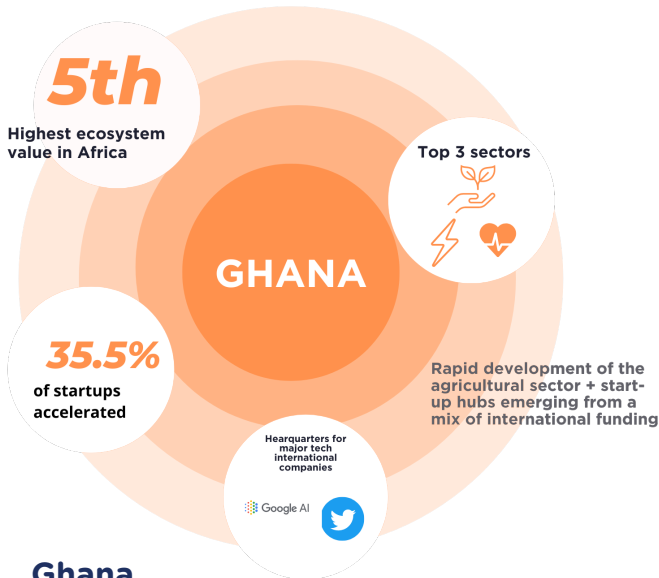 5th
Highest ecosystem
value in Africa
Top 3 sectors
GHANA
35.5%
of startups
accelerated
Rapid development of the
agricultural sector + start-
up hubs emerging from a
mix of international funding
Hearquarters for
major tech
international
companies
Google AI
Ghana